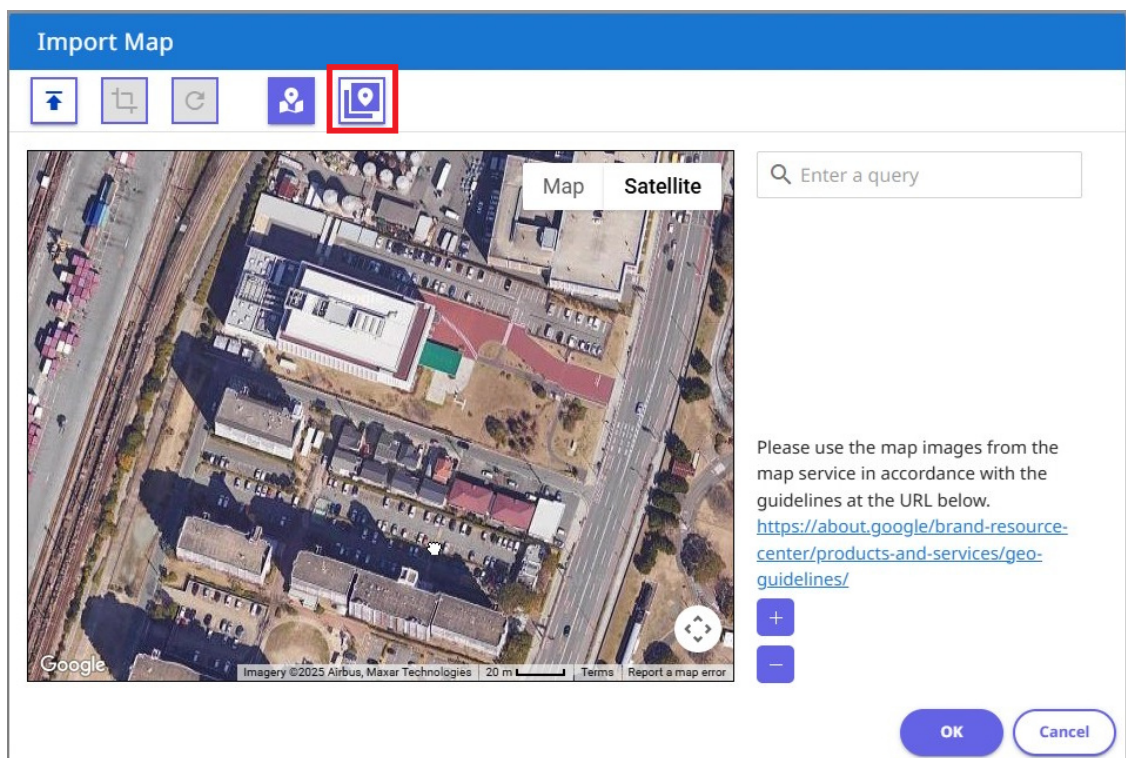 Import Map
Map
Satellite
Enter a query
Please use the map images from the
map service in accordance with the
guidelines at the URL below.
https://about.google/brand-resource-
center/products-and-services/geo-
guidelines/
+
−
Google
Imagery ©2025 Airbus, Maxar Technologies
20 m
Terms
Report a map error
OK
Cancel